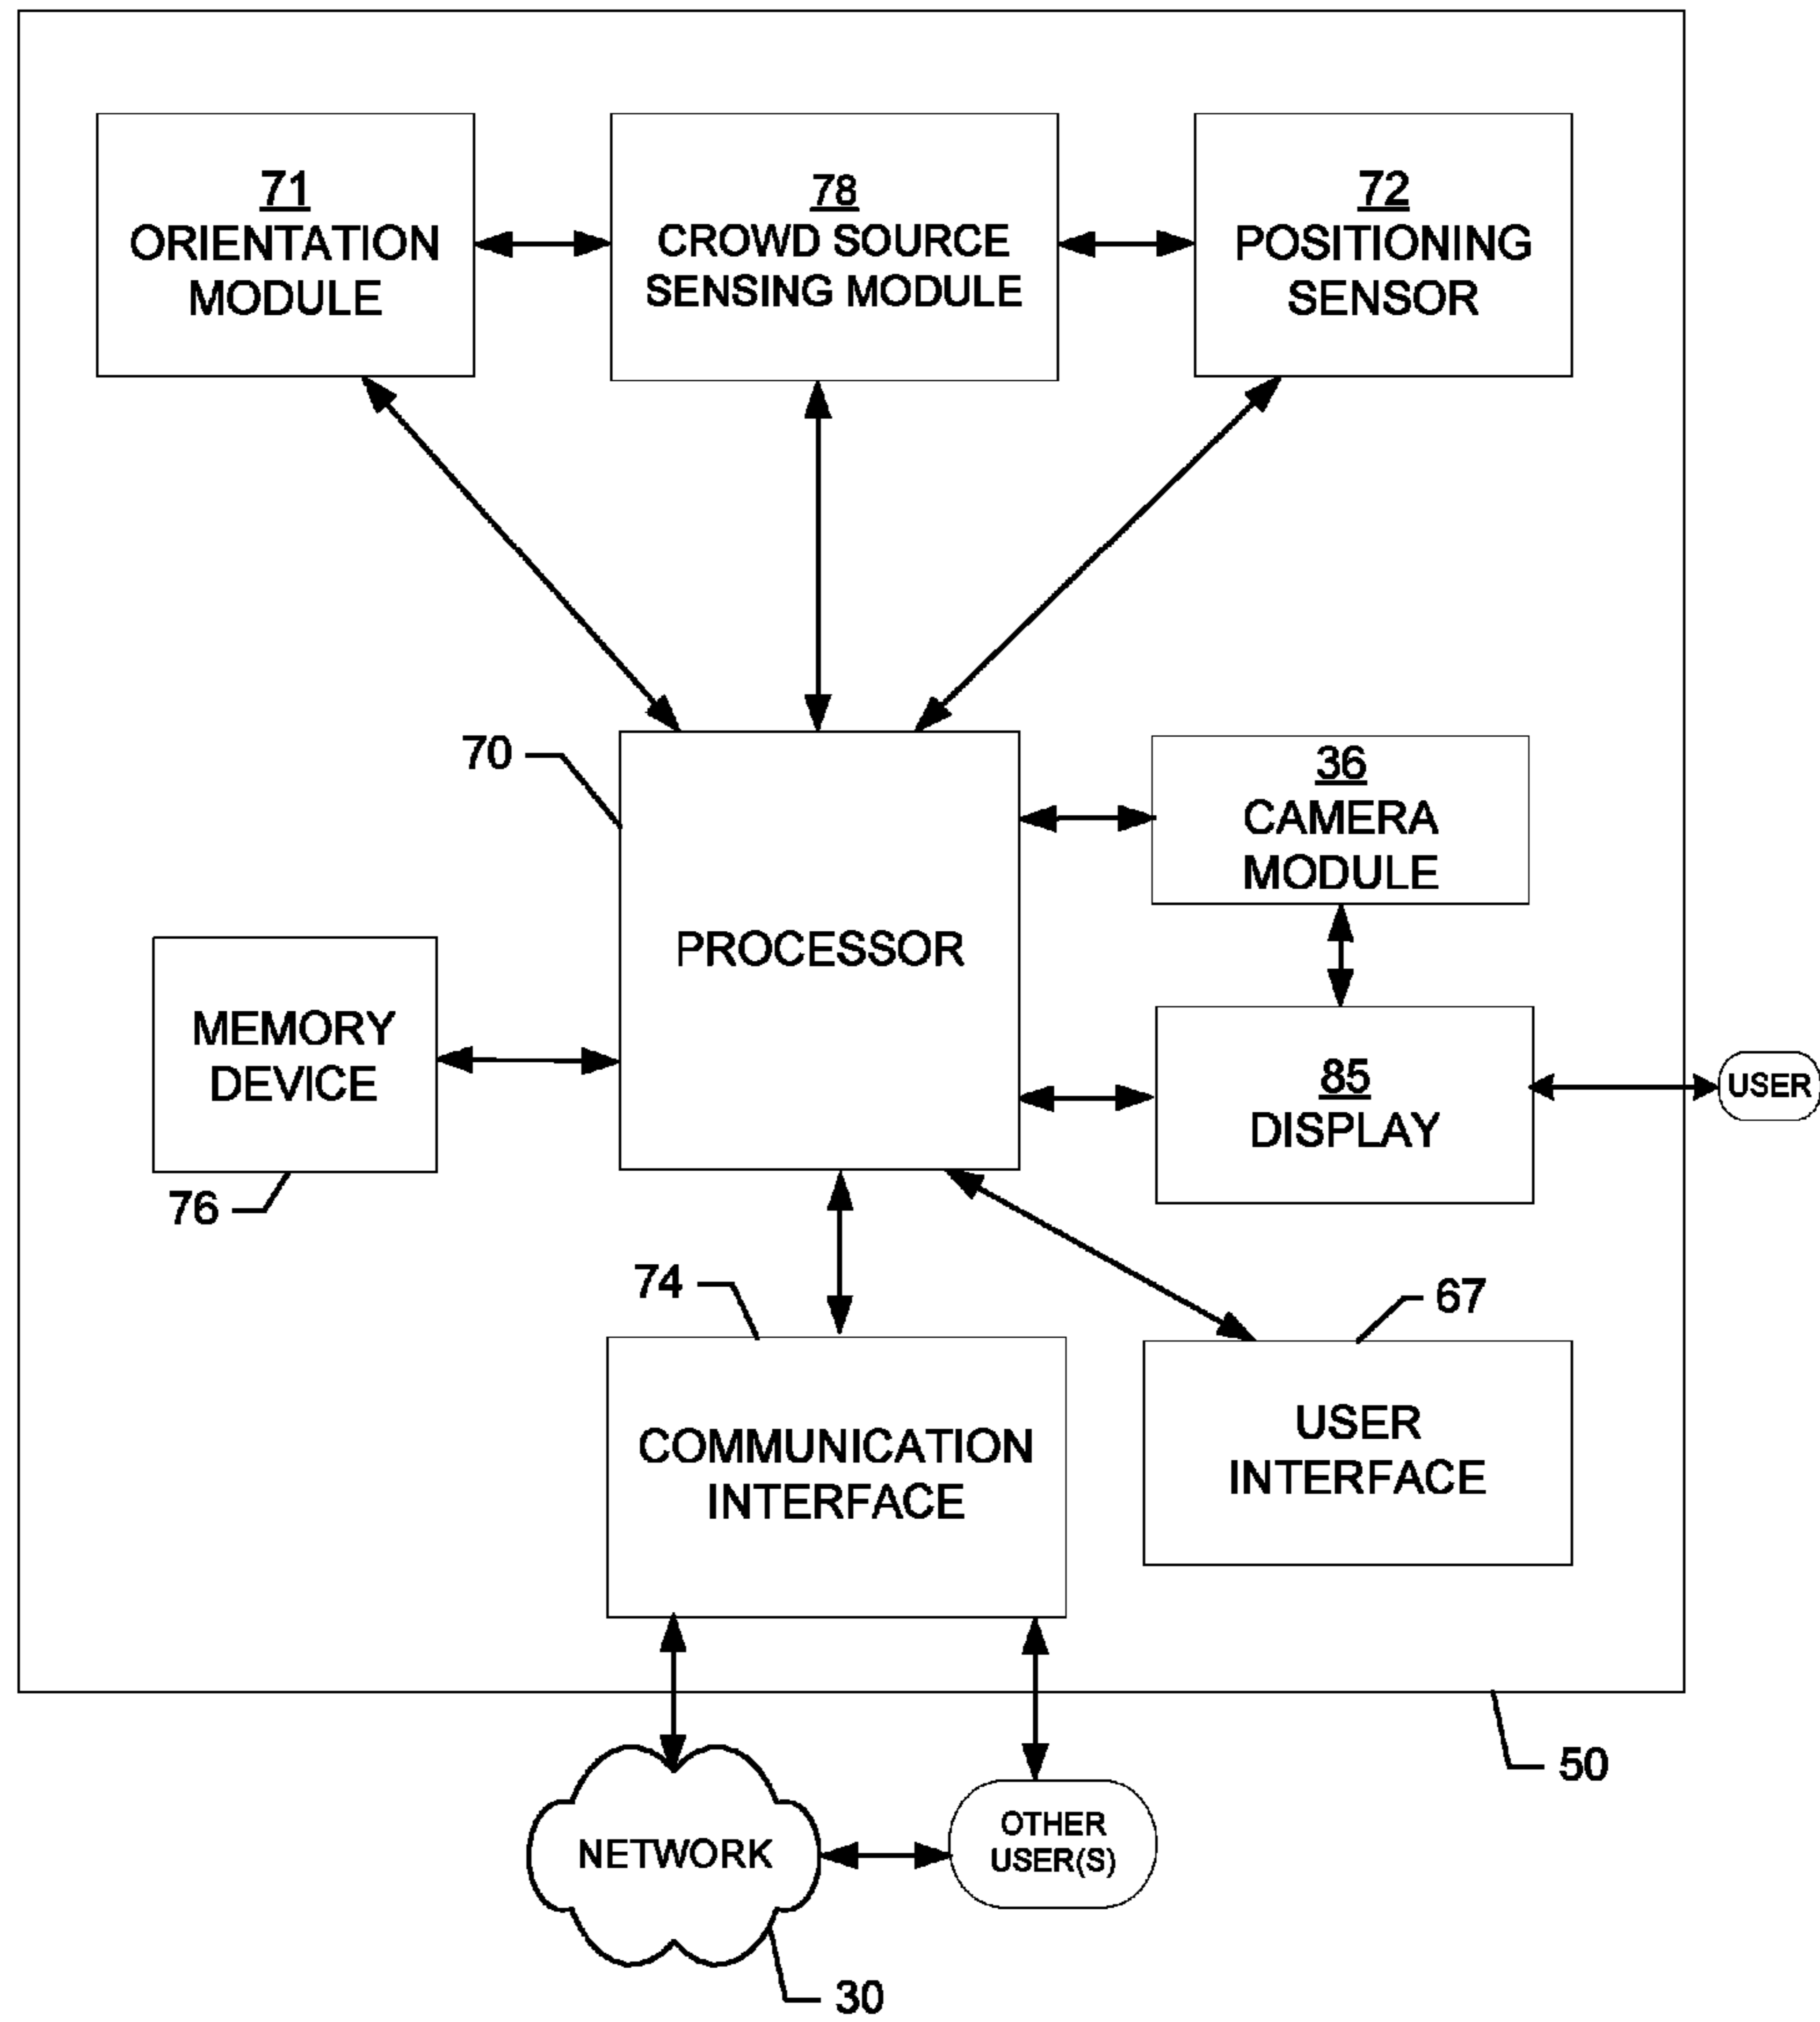 71
ORIENTATION
MODULE
78
CROWD SOURCE
SENSING MODULE
72
POSITIONING
SENSOR
70
PROCESSOR
36
CAMERA
MODULE
MEMORY
DEVICE
76
85
DISPLAY
USER
74
COMMUNICATION
INTERFACE
67
USER
INTERFACE
50
NETWORK
OTHER
USER(S)
30